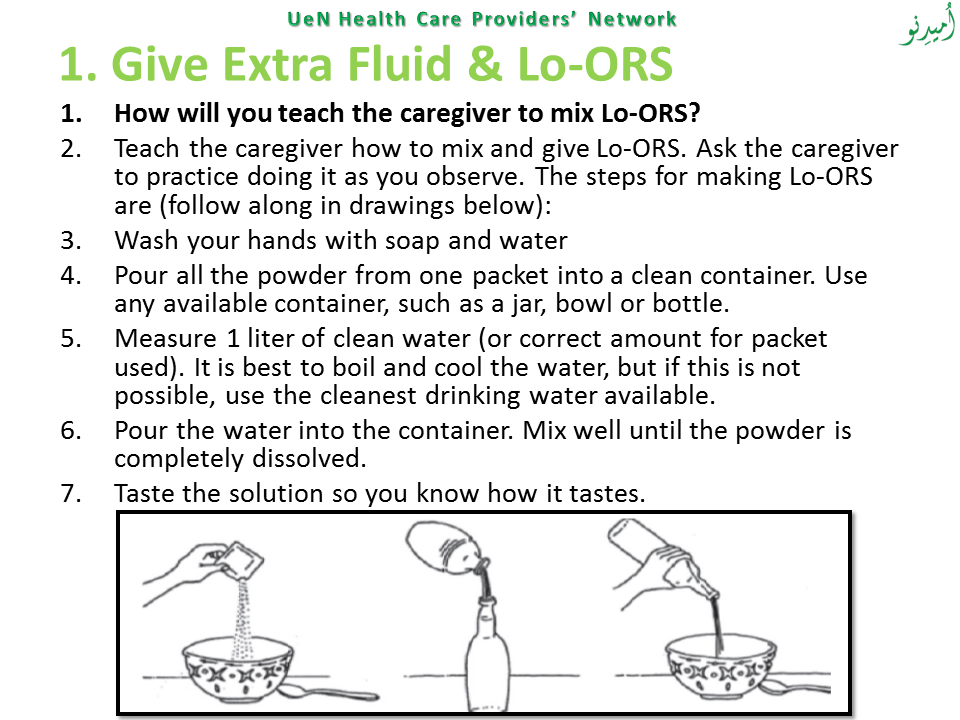 UeN Health Care Providers’ Network
أُمیدِنو
1. Give Extra Fluid & Lo-ORS
1. How will you teach the caregiver to mix Lo-ORS?
2. Teach the caregiver how to mix and give Lo-ORS. Ask the caregiver
to practice doing it as you observe. The steps for making Lo-ORS
are (follow along in drawings below):
3. Wash your hands with soap and water
4. Pour all the powder from one packet into a clean container. Use
any available container, such as a jar, bowl or bottle.
5. Measure 1 liter of clean water (or correct amount for packet
used). It is best to boil and cool the water, but if this is not
possible, use the cleanest drinking water available.
6. Pour the water into the container. Mix well until the powder is
completely dissolved.
7. Taste the solution so you know how it tastes.